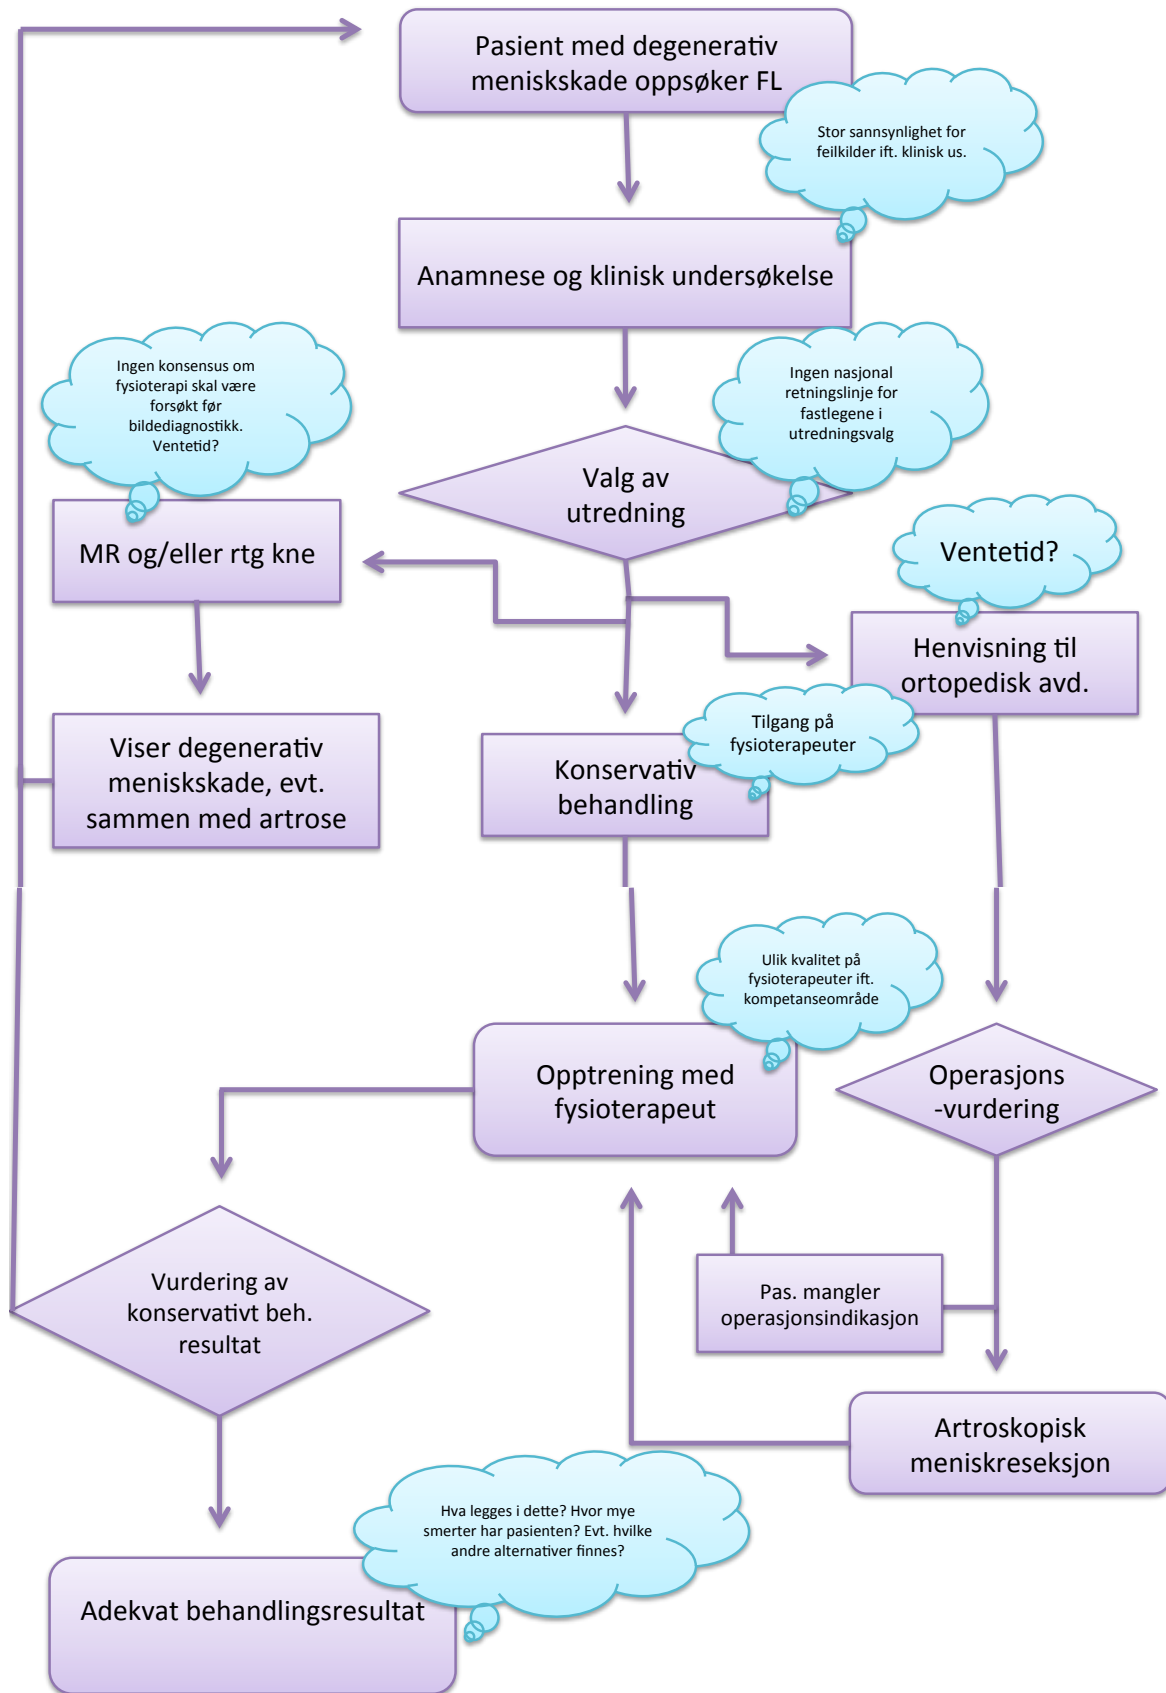 Pasient med degenerativ
meniskskade oppsøker FL
Stor sannsynlighet for
feilkilder ift. klinisk us.
Anamnese og klinisk undersøkelse
Ingen konsensus om
fysioterapi skal være
forsøkt før
bildediagnostikk.
Ventetid?
Ingen nasjonal
retningslinje for
fastlegene i
utredningsvalg
Valg av
utredning
MR og/eller rtg kne
Ventetid?
Henvisning til
ortopedisk avd.
Tilgang på
fysioterapeuter
Viser degenerativ
meniskskade, evt.
sammen med artrose
Konservativ
behandling
Ulik kvalitet på
fysioterapeuter ift.
kompetanseområde
Opptrening med
fysioterapeut
Operasjons
-vurdering
Vurdering av
konservativt beh.
resultat
Pas. mangler
operasjonsindikasjon
Artroskopisk
meniskreseksjon
Hva legges i dette? Hvor mye
smerter har pasienten? Evt. hvilke
andre alternativer finnes?
Adekvat behandlingsresultat